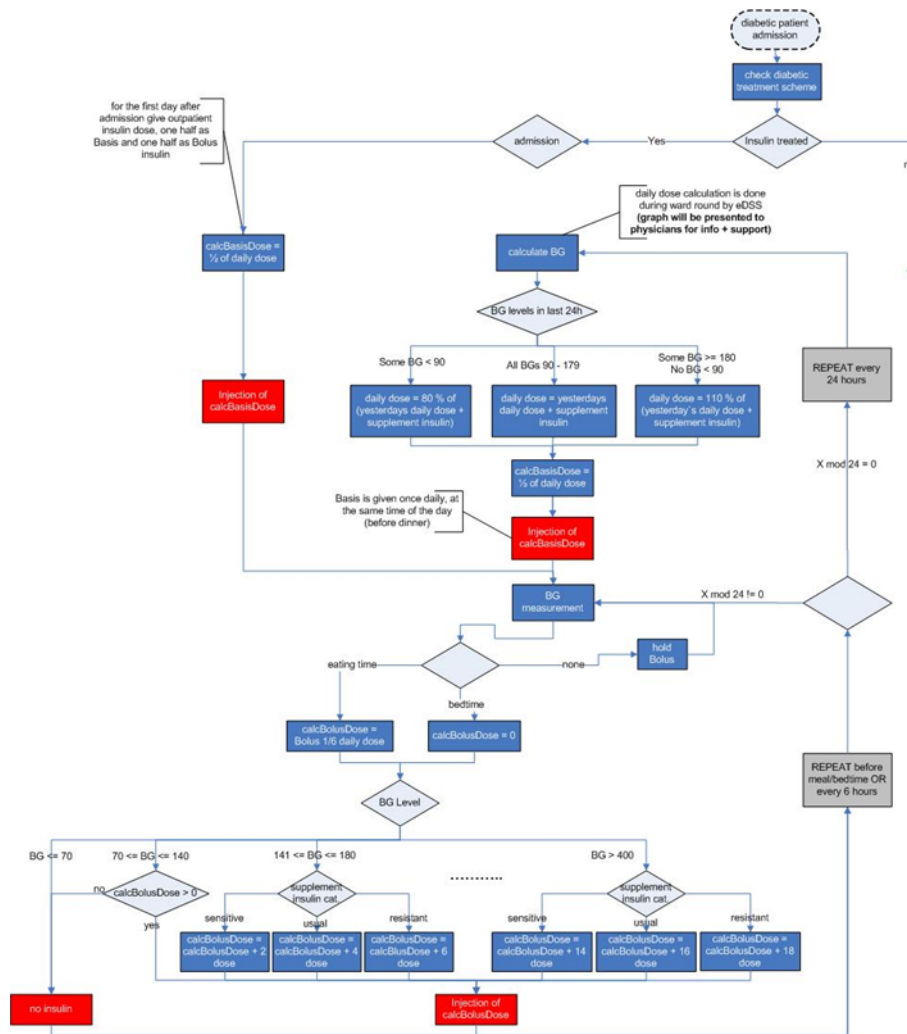 diabetic patient
admission
check diabetic
treatment scheme
for the first day after
admission give outpatient
insulin dose, one half as
Basis and one half as Bolus
insulin
admission
Yes
Insulin treated
daily dose calculation is done
during ward round by eDSS
(graph will be presented to
physicians for info + support)
calcBasisDose =
½ of daily dose
calculate BG
BG levels in last 24h
Some BG < 90
All BGs 90 - 179
Some BG >= 180
No BG < 90
REPEAT every
24 hours
Injection of
calcBasisDose
daily dose = 80 % of
(yesterdays daily dose +
supplement insulin)
daily dose = yesterdays
daily dose + supplement
insulin
daily dose = 110 % of
(yesterday`s daily dose +
supplement insulin)
X mod 24 = 0
calcBasisDose =
½ of daily dose
Basis is given once daily, at
the same time of the day
(before dinner)
Injection of
calcBasisDose
BG
measurement
X mod 24 != 0
hold
Bolus
eating time
none
bedtime
calcBolusDose =
Bolus 1/6 daily dose
calcBolusDose = 0
REPEAT before
meal/bedtime OR
every 6 hours
BG Level
BG <= 70
70 <= BG <= 140
141 <= BG <= 180
BG > 400
no
calcBolusDose > 0
supplement
insulin cat.
...........
supplement
insulin cat.
yes
sensitive
usual
resistant
sensitive
usual
resistant
calcBolusDose =
calcBolusDose + 2
dose
calcBolusDose =
calcBolusDose + 4
dose
calcBolusDose =
calcBlusDose + 6
dose
calcBolusDose =
calcBolusDose + 14
dose
calcBolusDose =
calcBolusDose + 16
dose
calcBolusDose =
calcBolusDose + 18
dose
no insulin
Injection of
calcBolusDose